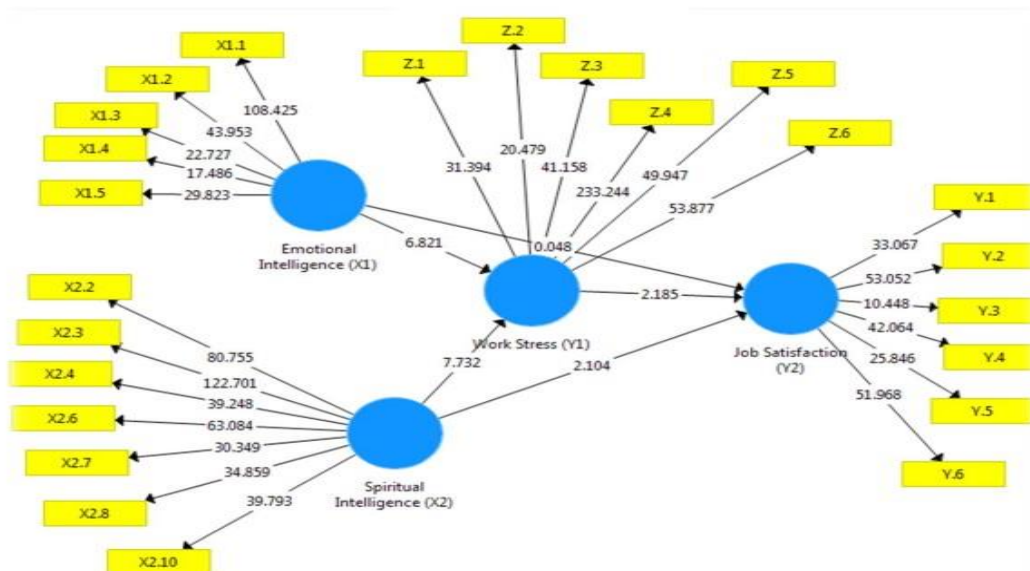 X1.1
X1.2
X1.3
X1.4
X1.5
108.425
43.953
22.727
17.486
29.823
Emotional
Intelligence (X1)
Z.1
Z.2
Z.3
Z.4
Z.5
Z.6
31.394
20.479
41.158
233.244
49.947
53.877
6.821
0.048
Work Stress (Y1)
2.185
7.732
2.104
X2.2
X2.3
X2.4
X2.6
X2.7
X2.8
X2.10
80.755
122.701
39.248
63.084
30.349
34.859
39.793
Spiritual
Intelligence (X2)
Job Satisfaction
(Y2)
33.067
53.052
10.448
42.064
25.846
51.968
Y.1
Y.2
Y.3
Y.4
Y.5
Y.6